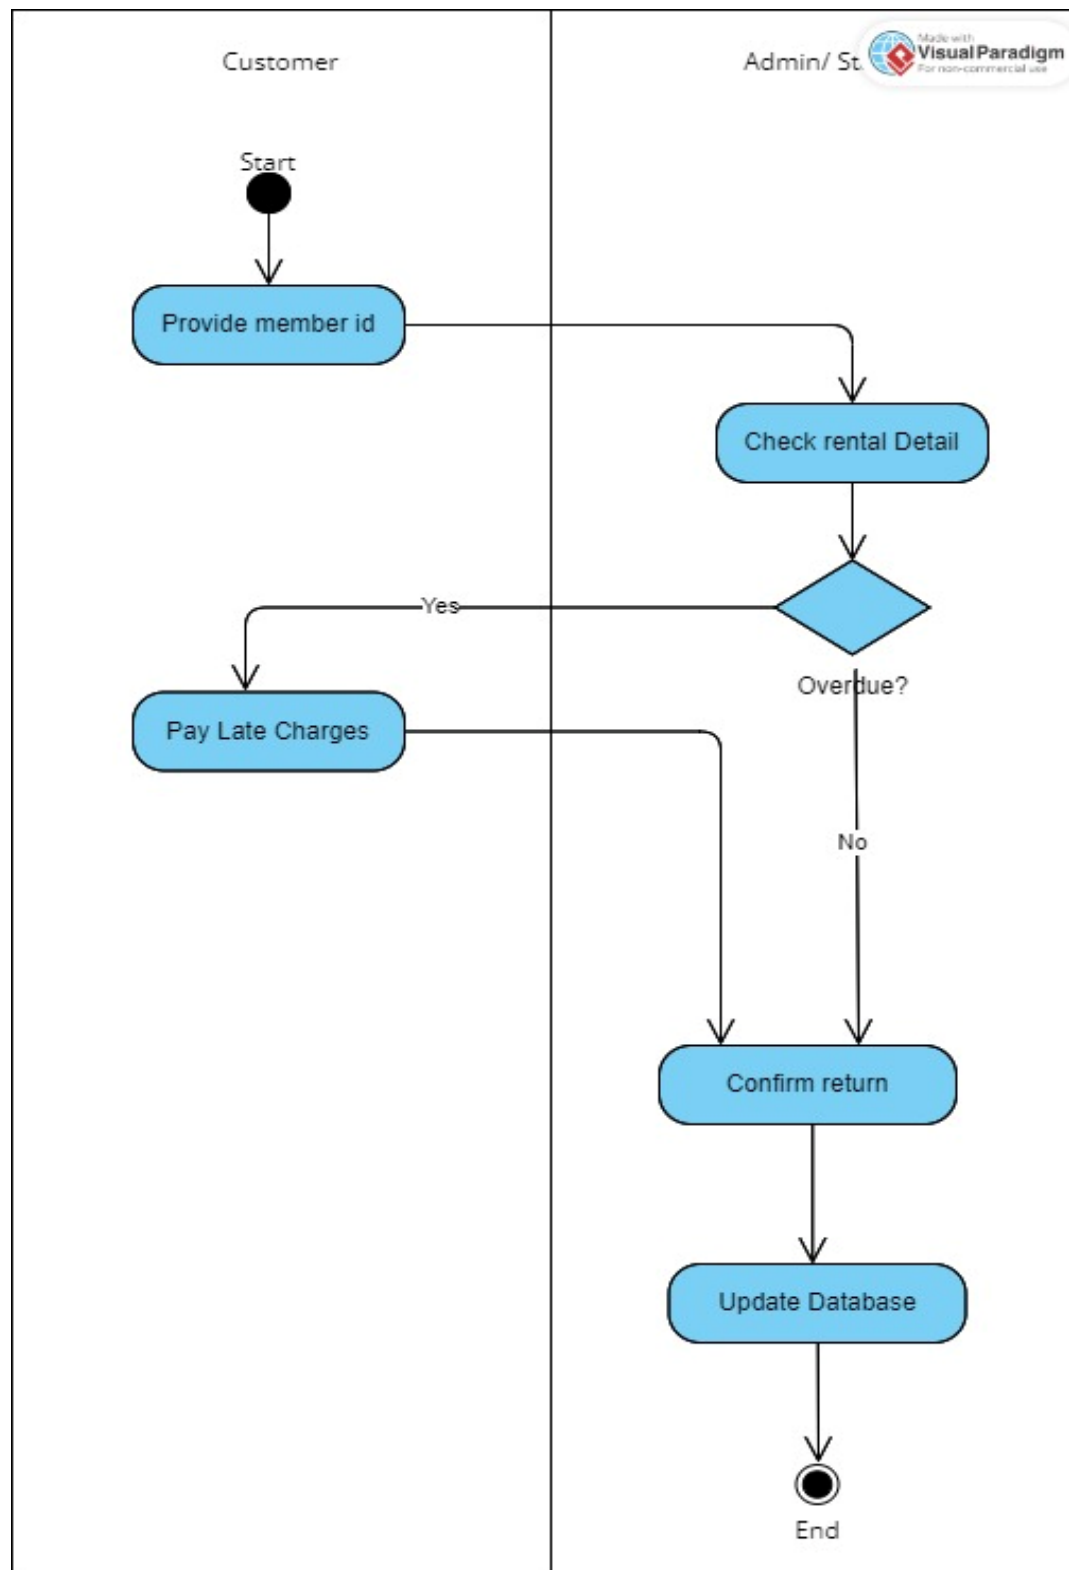 Customer
Admin/ St
Made with
Visual Paradigm
For non-commercial use
Start
Provide member id
Check rental Detail
Yes
Overdue?
Pay Late Charges
No
Confirm return
Update Database
End